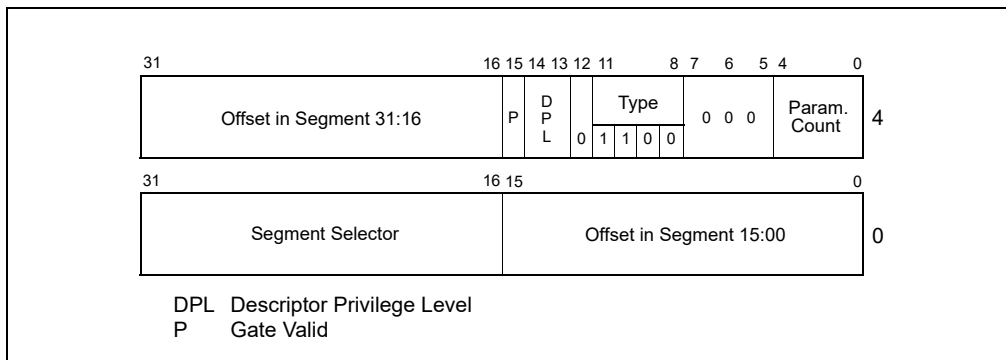 31 16 15 14 13 12 11 8 7 6 5 4 0
Offset in Segment 31:16 P D P L 0 Type 1 1 0 0 0 0 0 Param. Count 4
31 16 15 0
Segment Selector Offset in Segment 15:00 0
DPL Descriptor Privilege Level
P Gate Valid